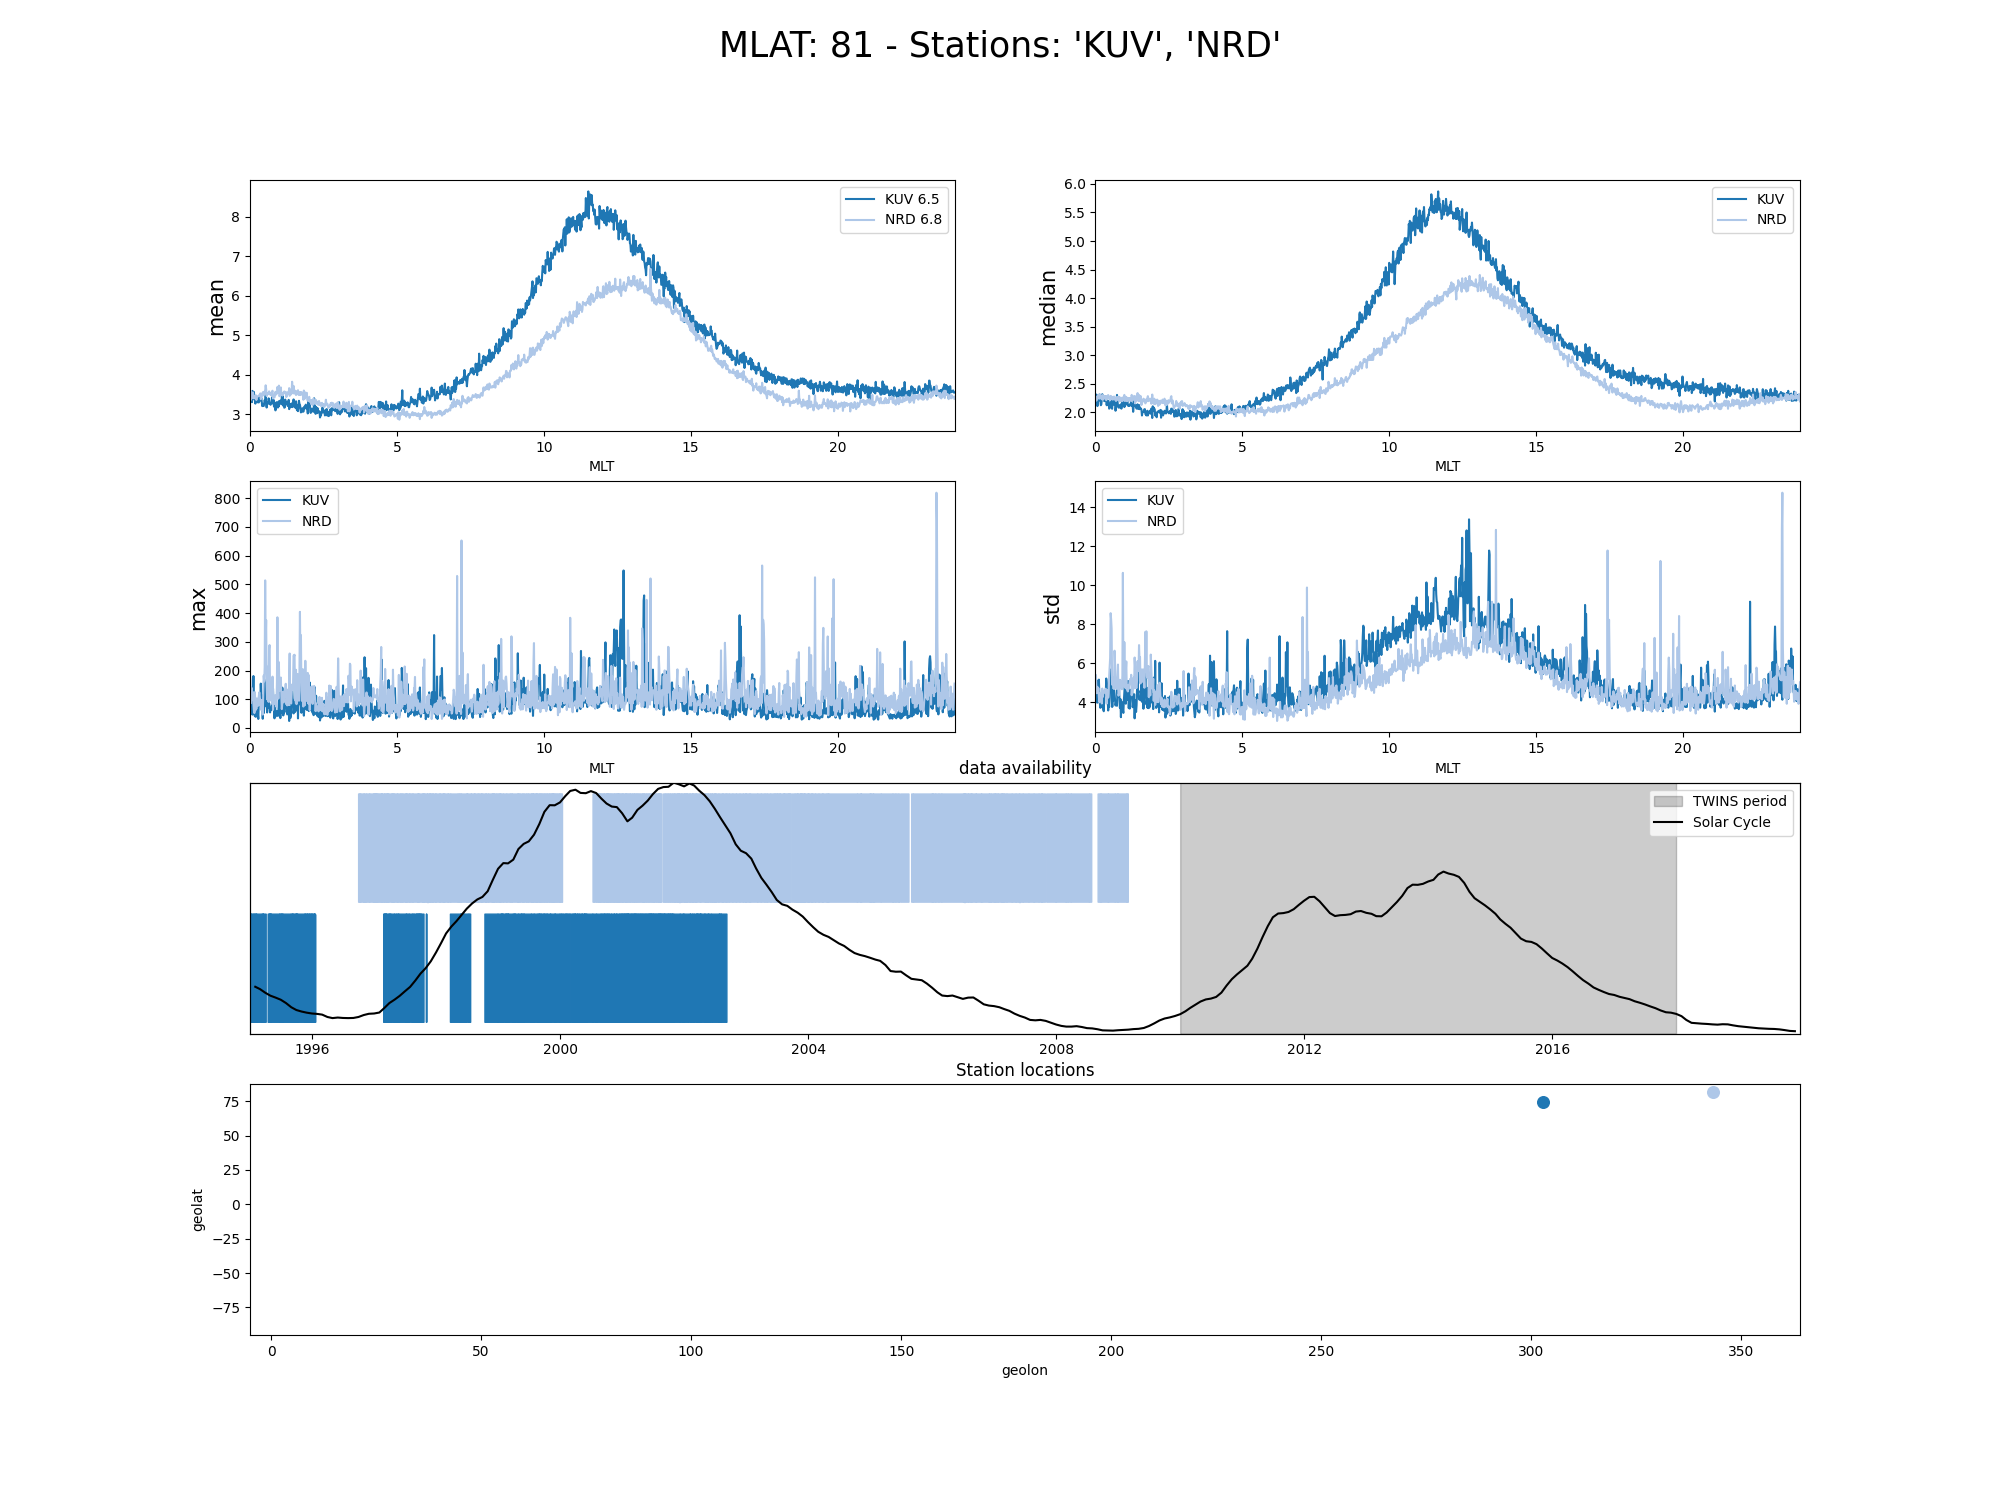 MLAT: 81 - Stations: 'KUV', 'NRD'
mean
8
7
6
5
4
3
0 5 10 15 20
MLT
KUV 6.5
NRD 6.8
median
6.0
5.5
5.0
4.5
4.0
3.5
3.0
2.5
2.0
0 5 10 15 20
MLT
KUV
NRD
max
800
700
600
500
400
300
200
100
0
0 5 10 15 20
MLT
KUV
NRD
std
14
12
10
8
6
4
0 5 10 15 20
MLT
KUV
NRD
data availability
TWINS period
Solar Cycle
1996 2000 2004 2008 2012 2016
Station locations
geolat
75
50
25
0
−25
−50
−75
0 50 100 150 200 250 300 350
geolon